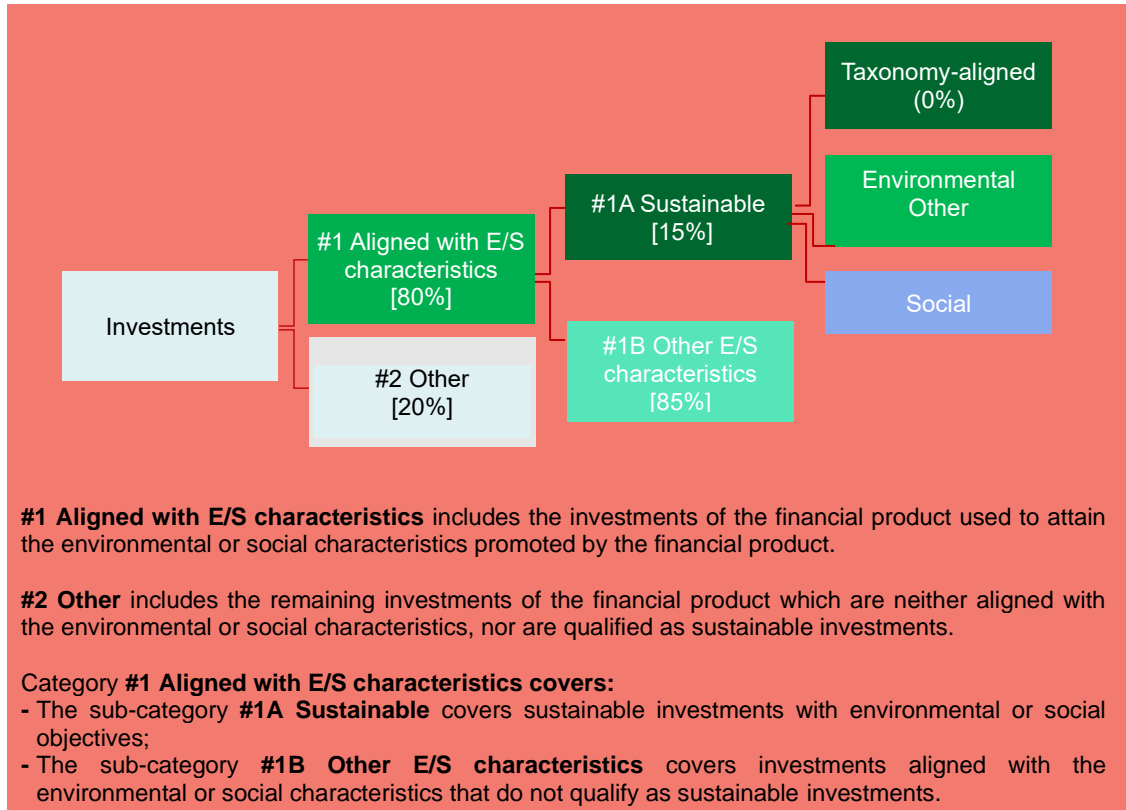 Taxonomy-aligned
(0%)
Environmental
Other
#1A Sustainable
[15%]
#1 Aligned with E/S
characteristics
[80%]
Social
Investments
#1B Other E/S
characteristics
[85%]
#2 Other
[20%]
#1 Aligned with E/S characteristics includes the investments of the financial product used to attain
the environmental or social characteristics promoted by the financial product.
#2 Other includes the remaining investments of the financial product which are neither aligned with
the environmental or social characteristics, nor are qualified as sustainable investments.
Category #1 Aligned with E/S characteristics covers:
- The sub-category #1A Sustainable covers sustainable investments with environmental or social
objectives;
- The sub-category #1B Other E/S characteristics covers investments aligned with the
environmental or social characteristics that do not qualify as sustainable investments.